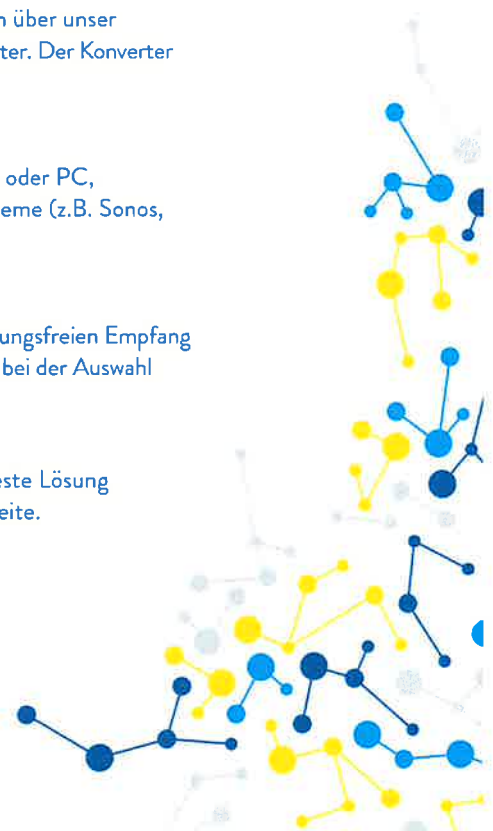 über unser
ter. Der Konverter
oder PC,
eme (z.B. Sonos,
ungsfreien Empfang
bei der Auswahl
este Lösung
eite.